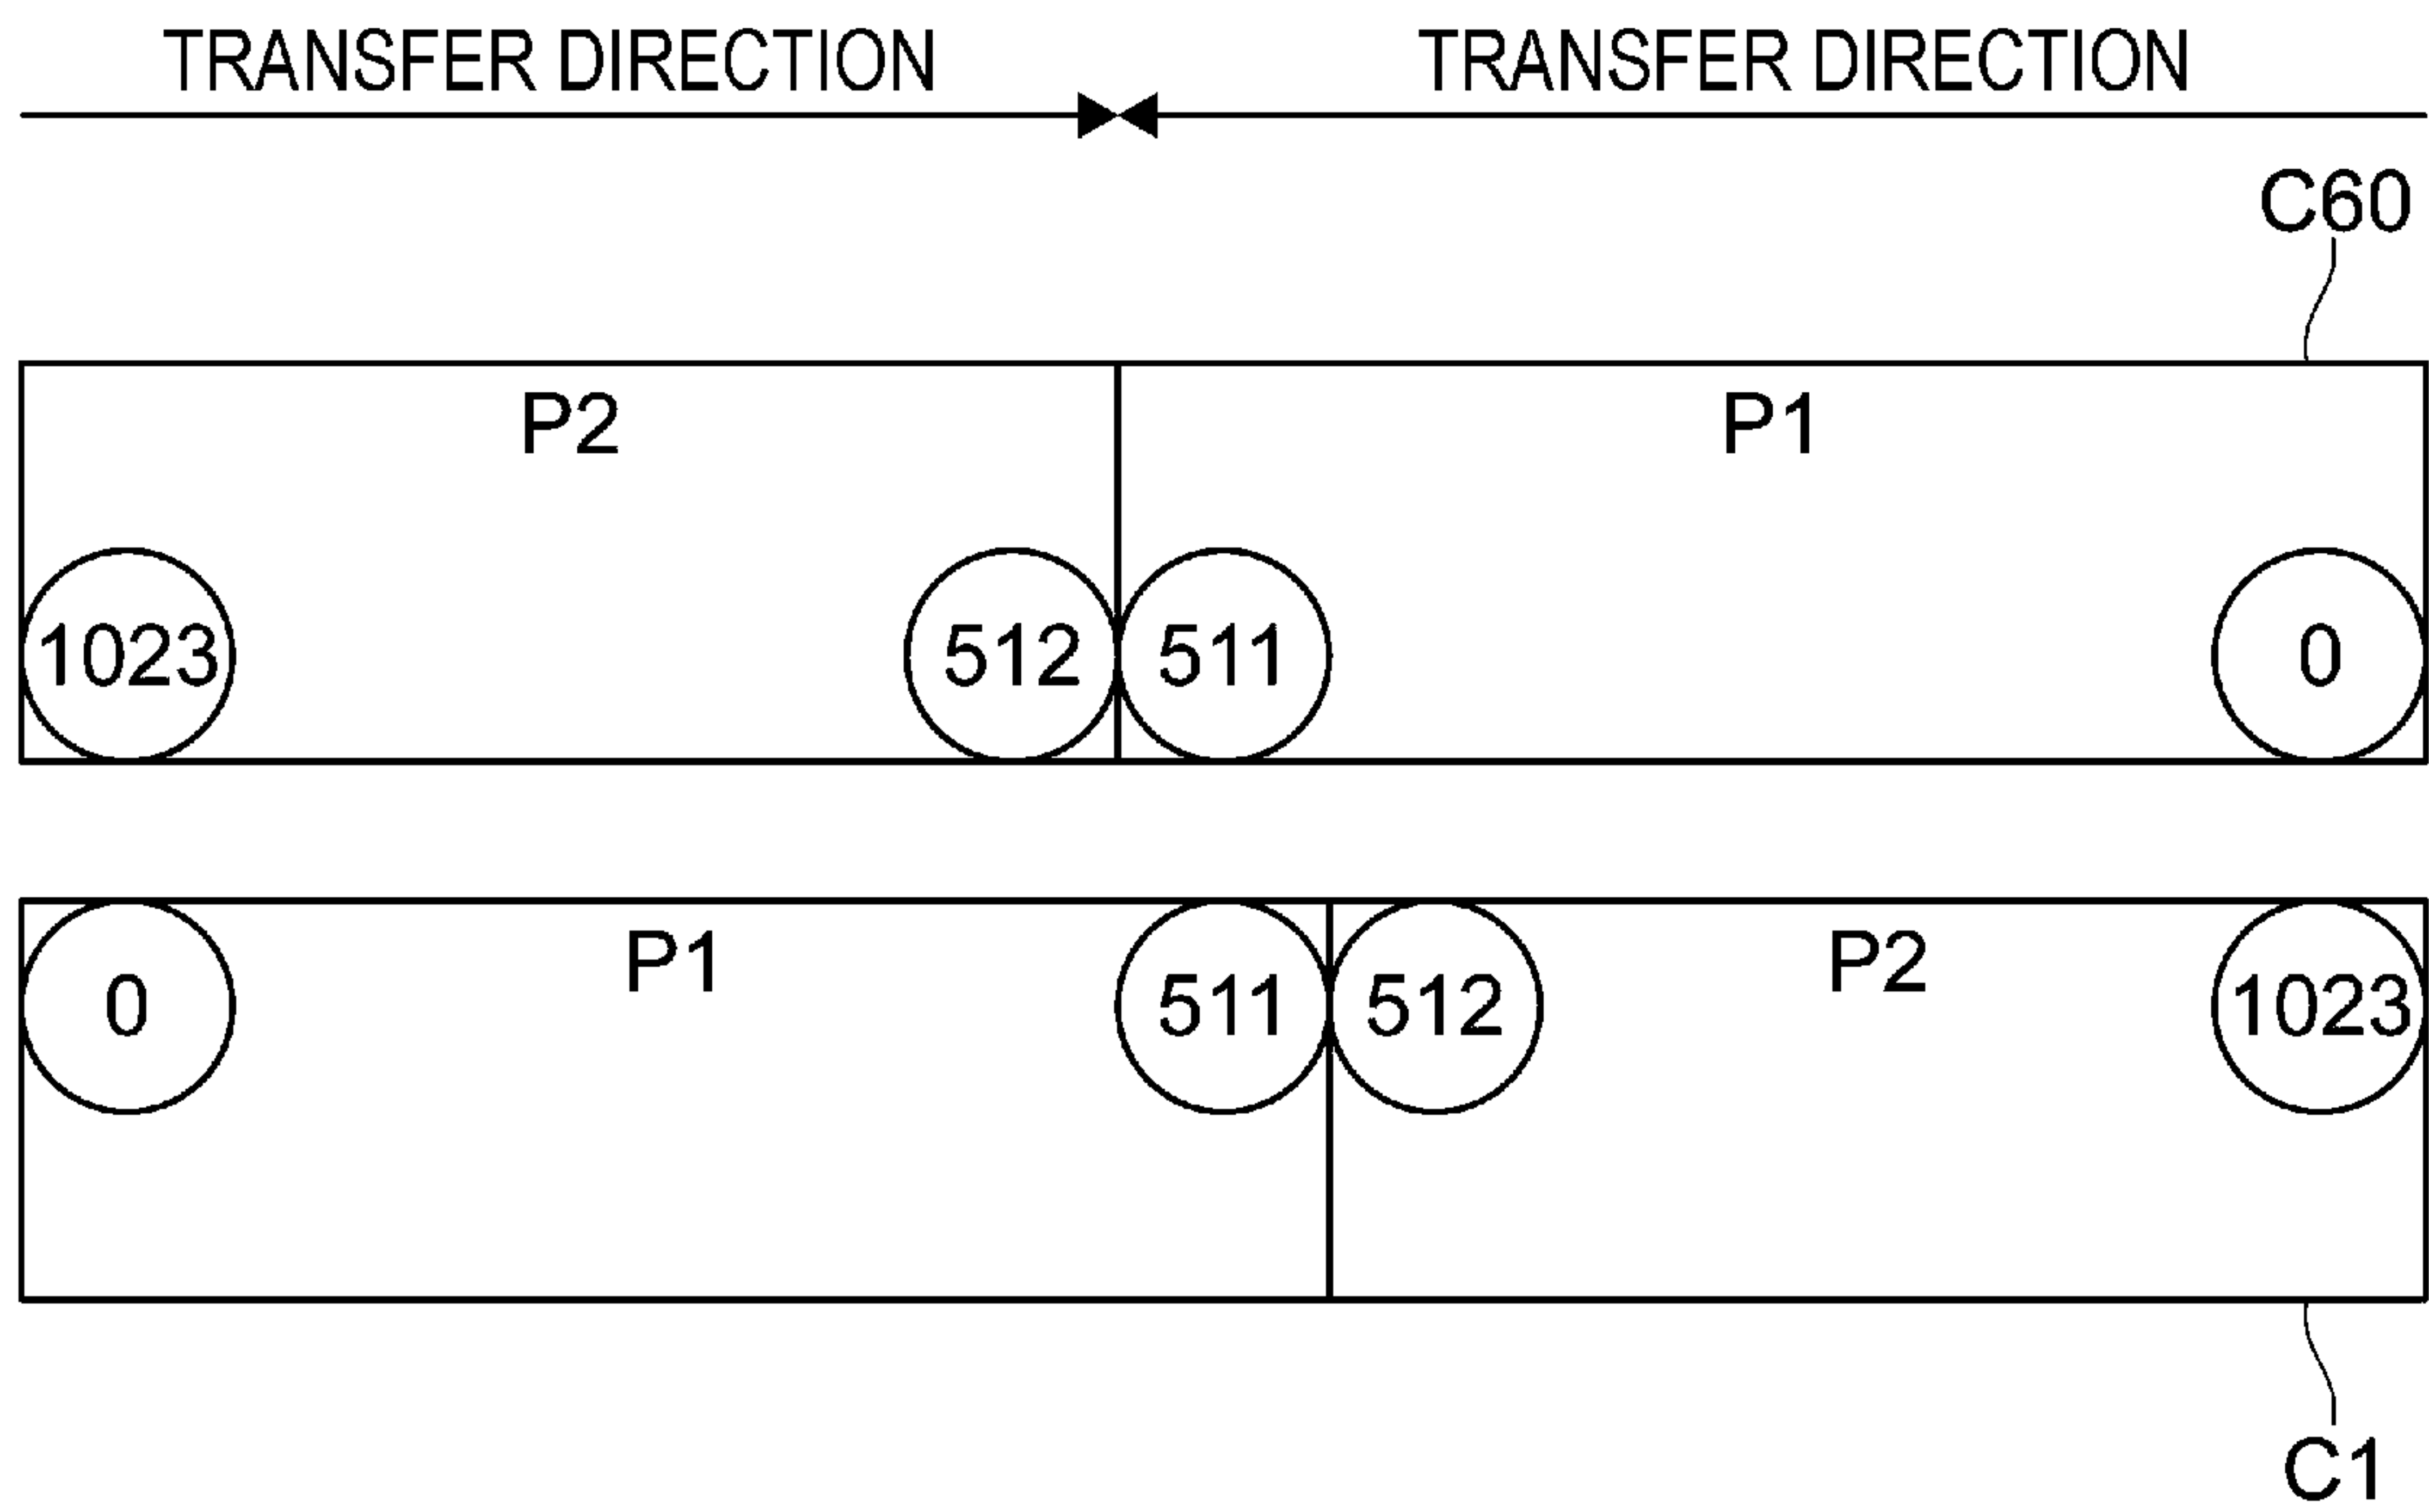 TRANSFER DIRECTION TRANSFER DIRECTION
C60
P2 P1
1023 512 511 0
P1 P2
0 511 512 1023
C1